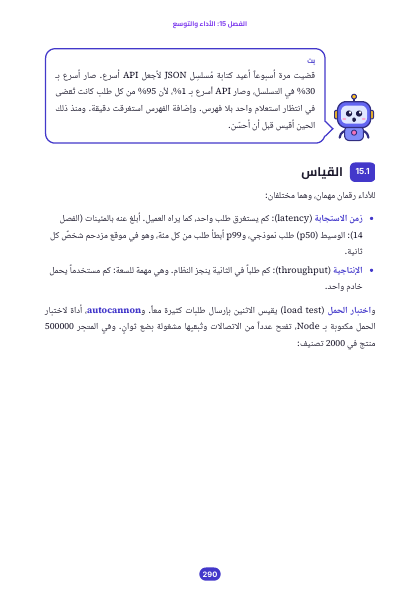 الفصل 15: الأداء والتوسع
بت
قضيت مرة أسبوعاً أعيد كتابة مُسلسِل JSON لأجعل API أسرع. صار أسرع بـ
30% في التسلسل، وصار API أسرع بـ 1%، لأن 95% من كل طلب كانت تُقضى
في انتظار استعلام واحد بلا فهرس. وإضافة الفهرس استغرقت دقيقة. ومنذ ذلك
الحين أقيس قبل أن أحسّن.
15.1 القياس
للأداء رقمان مهمان، وهما مختلفان:
• زمن الاستجابة (latency): كم يستغرق طلب واحد، كما يراه العميل. أبلغ عنه بالمئينات (الفصل
14): الوسيط (p50) طلب نموذجي، وp99 أبطأ طلب من كل مئة، وهو في موقع مزدحم شخصٌ كل
ثانية.
• الإنتاجية (throughput): كم طلباً في الثانية ينجز النظام. وهي مهمة للسعة: كم مستخدماً يحمل
خادم واحد.
واختبار الحمل (load test) يقيس الاثنين بإرسال طلبات كثيرة معاً. وautocannon، أداة لاختبار
الحمل مكتوبة بـ Node، تفتح عدداً من الاتصالات وتُبقيها مشغولة بضع ثوانٍ. وفي المتجر 500000
منتج في 2000 تصنيف:
290